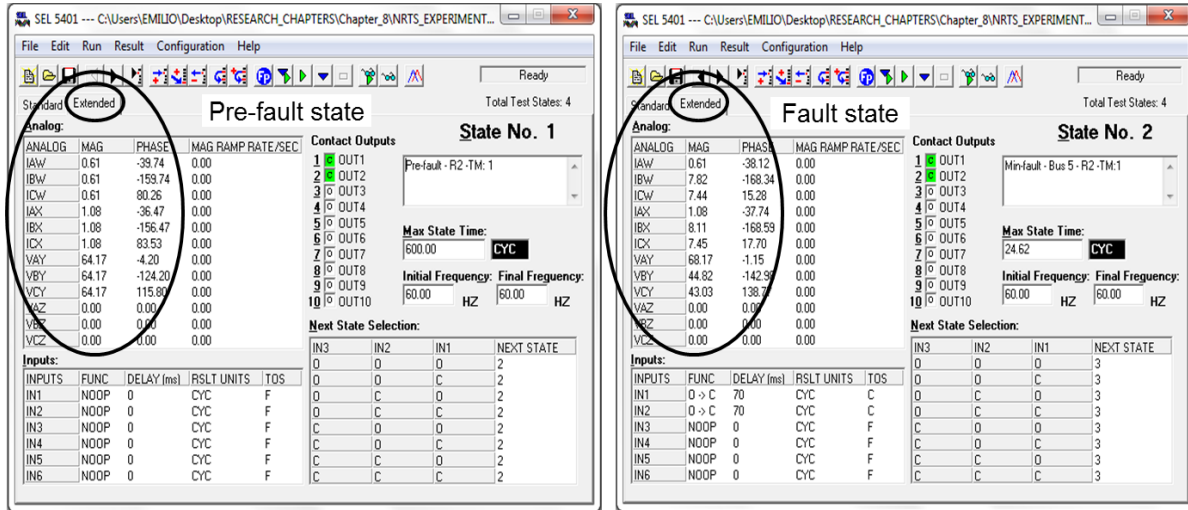 SEL 5401 --- C:\Users\EMILIO\Desktop\RESEARCH_CHAPTERS\Chapter_8\NRTS_EXPERIMENT...
File Edit Run Result Configuration Help
Ready
Standard Extended
Pre-fault state
Total Test States: 4
Analog:
State No. 1
ANALOG MAG PHASE MAG RAMP RATE/SEC
IAW 0.61 -39.74 0.00
IBW 0.61 -159.74 0.00
ICW 0.61 80.26 0.00
IAX 1.08 -36.47 0.00
IBX 1.08 -156.47 0.00
ICX 1.08 83.53 0.00
VAY 64.17 -4.20 0.00
VBY 64.17 -124.20 0.00
VCY 64.17 115.80 0.00
VAZ 0.00 0.00 0.00
VBZ 0.00 0.00 0.00
VCZ 0.00 0.00 0.00
Contact Outputs
1 C OUT1
2 C OUT2
3 O OUT3
4 O OUT4
5 O OUT5
6 O OUT6
7 O OUT7
8 O OUT8
9 O OUT9
10 O OUT10
Pre-fault - R2 -TM: 1
Max State Time:
600.00 CYC
Initial Frequency: Final Frequency:
60.00 HZ 60.00 HZ
Inputs:
INPUTS FUNC DELAY (ms) RSLT UNITS TOS
IN1 NOOP 0 CYC F
IN2 NOOP 0 CYC F
IN3 NOOP 0 CYC F
IN4 NOOP 0 CYC F
IN5 NOOP 0 CYC F
IN6 NOOP 0 CYC F
Next State Selection:
IN3 IN2 IN1 NEXT STATE
O O O 2
O O C 2
O C O 2
O C C 2
C O O 2
C O C 2
C C O 2
C C C 2
SEL 5401 --- C:\Users\EMILIO\Desktop\RESEARCH_CHAPTERS\Chapter_8\NRTS_EXPERIMENT...
File Edit Run Result Configuration Help
Ready
Standard Extended
Fault state
Total Test States: 4
Analog:
State No. 2
ANALOG MAG PHASE MAG RAMP RATE/SEC
IAW 0.61 -38.12 0.00
IBW 7.82 -168.34 0.00
ICW 7.44 15.28 0.00
IAX 1.08 -37.74 0.00
IBX 8.11 -168.59 0.00
ICX 7.45 17.70 0.00
VAY 68.17 -1.15 0.00
VBY 44.82 -142.98 0.00
VCY 43.03 0.00
VAZ 0.00 0.00 0.00
VBZ 0.00 0.00 0.00
VCZ 0.00 0.00 0.00
Contact Outputs
1 C OUT1
2 C OUT2
3 O OUT3
4 O OUT4
5 O OUT5
6 O OUT6
7 O OUT7
8 O OUT8
9 O OUT9
10 O OUT10
Min-fault - Bus 5 - R2 -TM:1
Max State Time:
24.62 CYC
Initial Frequency: Final Frequency:
60.00 HZ 60.00 HZ
Inputs:
INPUTS FUNC DELAY (ms) RSLT UNITS TOS
IN1 O -> C 70 CYC C
IN2 O -> C 70 CYC C
IN3 NOOP 0 CYC F
IN4 NOOP 0 CYC F
IN5 NOOP 0 CYC F
IN6 NOOP 0 CYC F
Next State Selection:
IN3 IN2 IN1 NEXT STATE
O O O 3
O O C 3
O C O 3
O C C 3
C O O 3
C O C 3
C C O 3
C C C 3